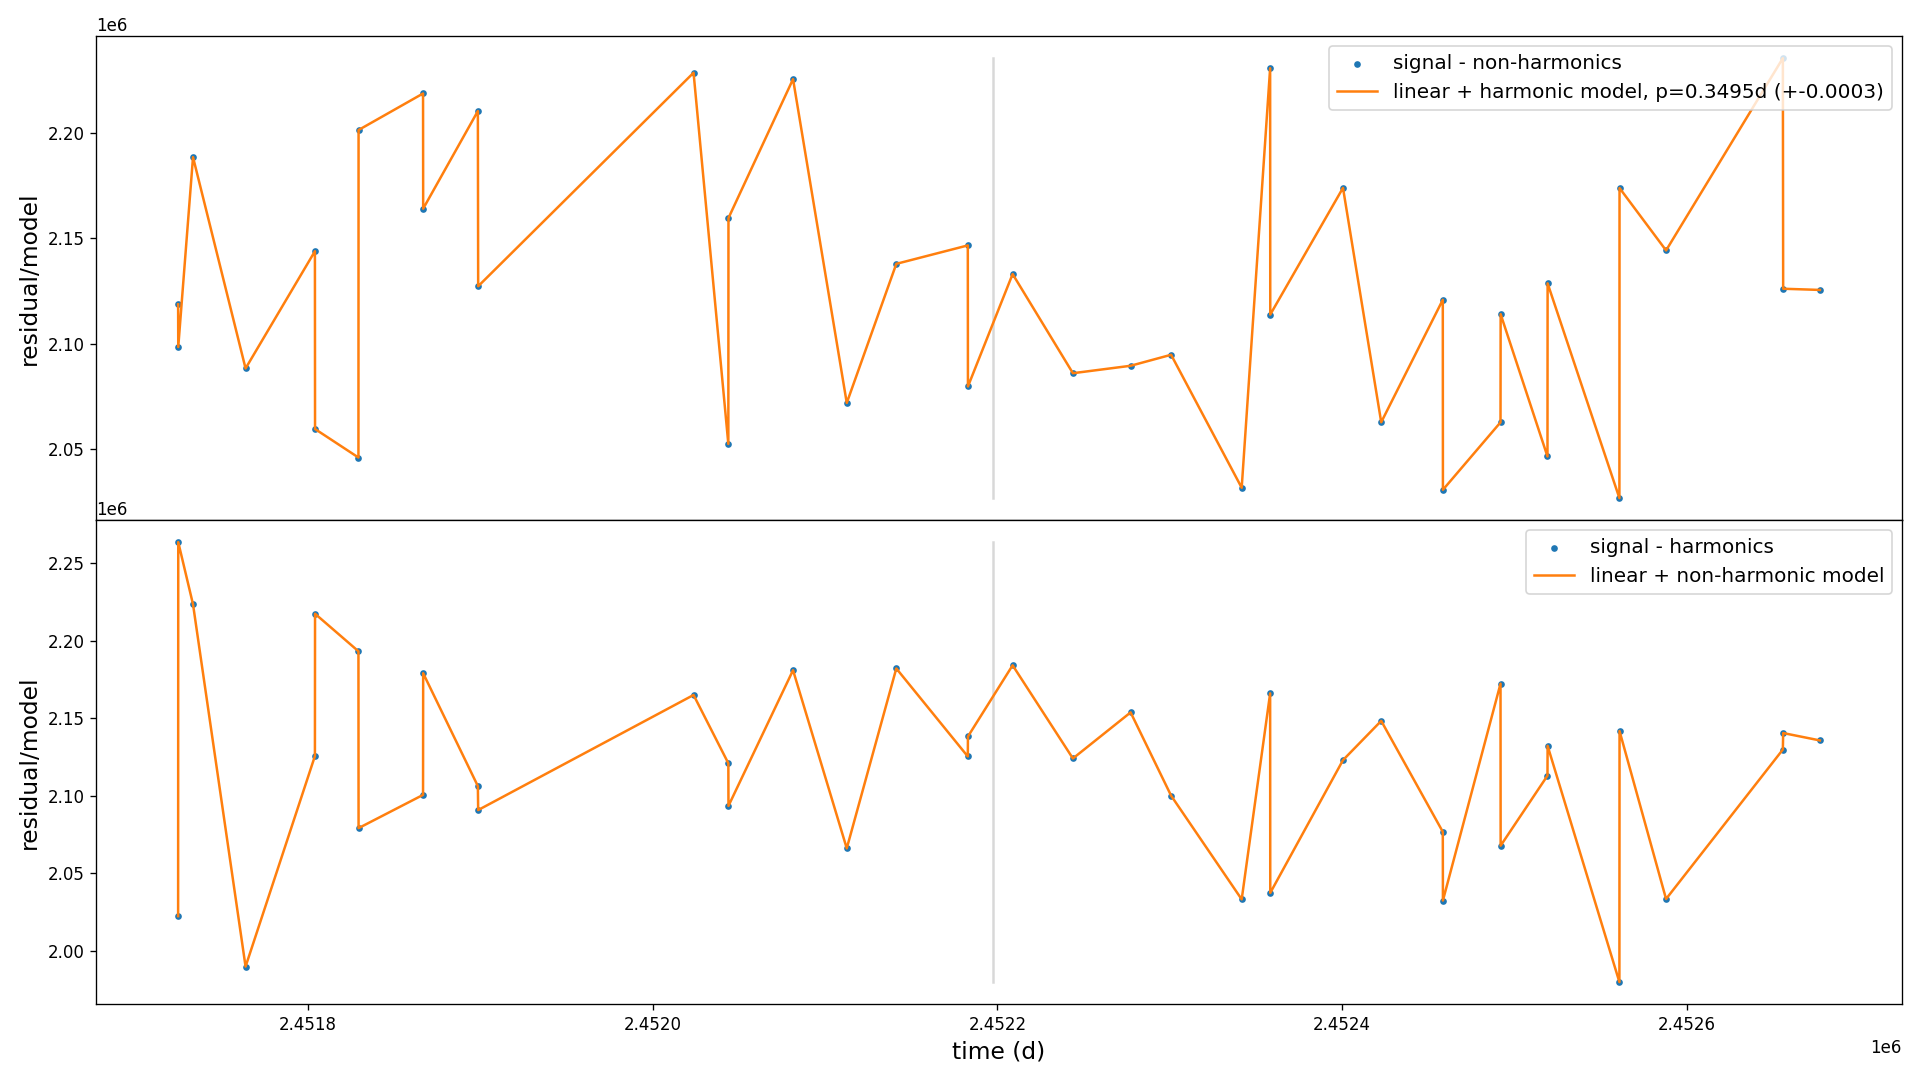 1e6
signal - non-harmonics
linear + harmonic model, p=0.3495d (+-0.0003)
2.20
2.15
2.10
2.05
residual/model
1e6
signal - harmonics
linear + non-harmonic model
2.25
2.20
2.15
2.10
2.05
2.00
residual/model
2.4518
2.4520
2.4522
2.4524
2.4526
time (d)
1e6